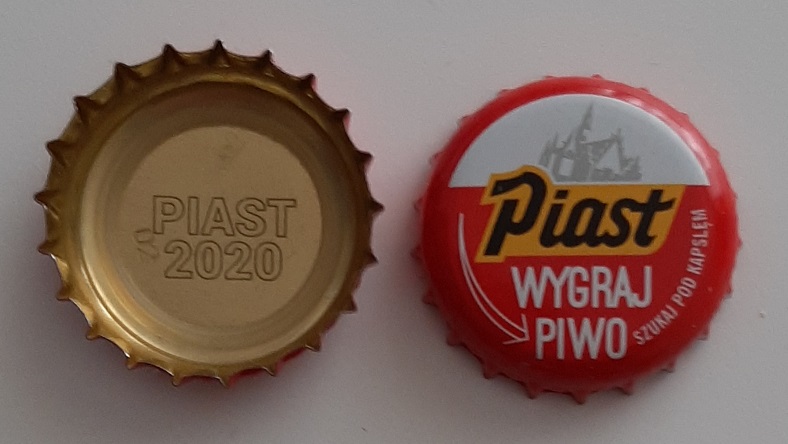 PIAST
2020
Piast
WYGRAJ
PIWO
SZUKAJ POD KAPSLEM